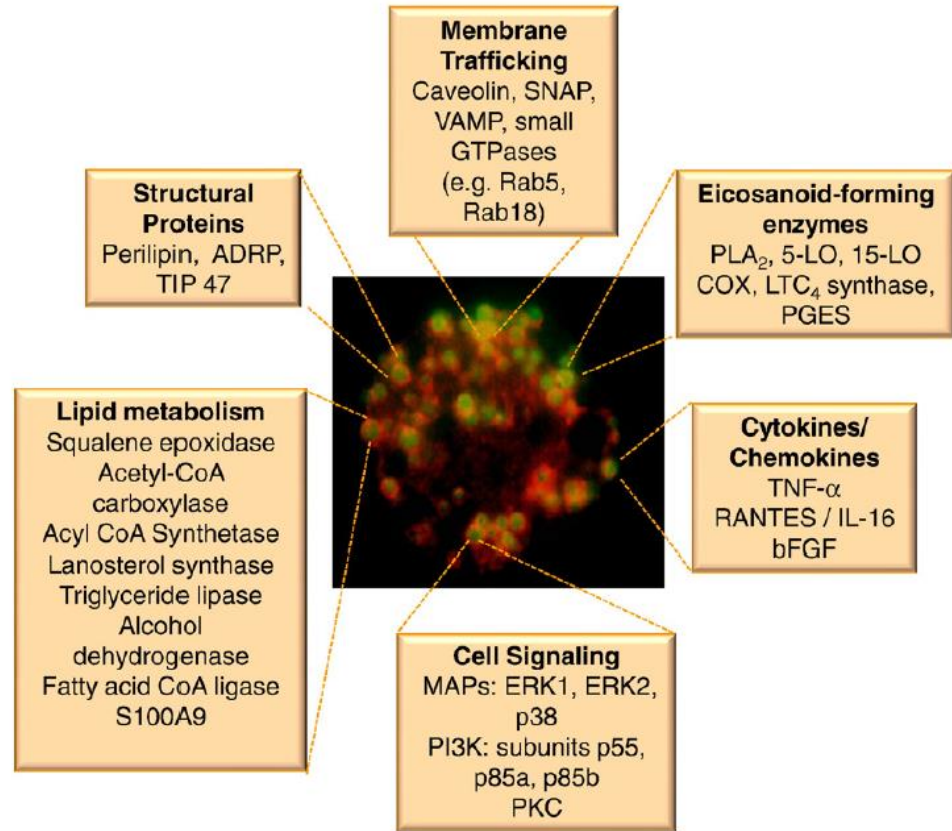 Membrane
Trafficking
Caveolin, SNAP,
VAMP, small
GTPases
(e.g. Rab5,
Rab18)
Structural
Proteins
Perilipin, ADRP,
TIP 47
Eicosanoid-forming
enzymes
PLA₂, 5-LO, 15-LO
COX, LTC₄ synthase,
PGES
Lipid metabolism
Squalene epoxidase
Acetyl-CoA
carboxylase
Acyl CoA Synthetase
Lanosterol synthase
Triglyceride lipase
Alcohol
dehydrogenase
Fatty acid CoA ligase
S100A9
Cytokines/
Chemokines
TNF-α
RANTES / IL-16
bFGF
Cell Signaling
MAPs: ERK1, ERK2,
p38
PI3K: subunits p55,
p85a, p85b
PKC